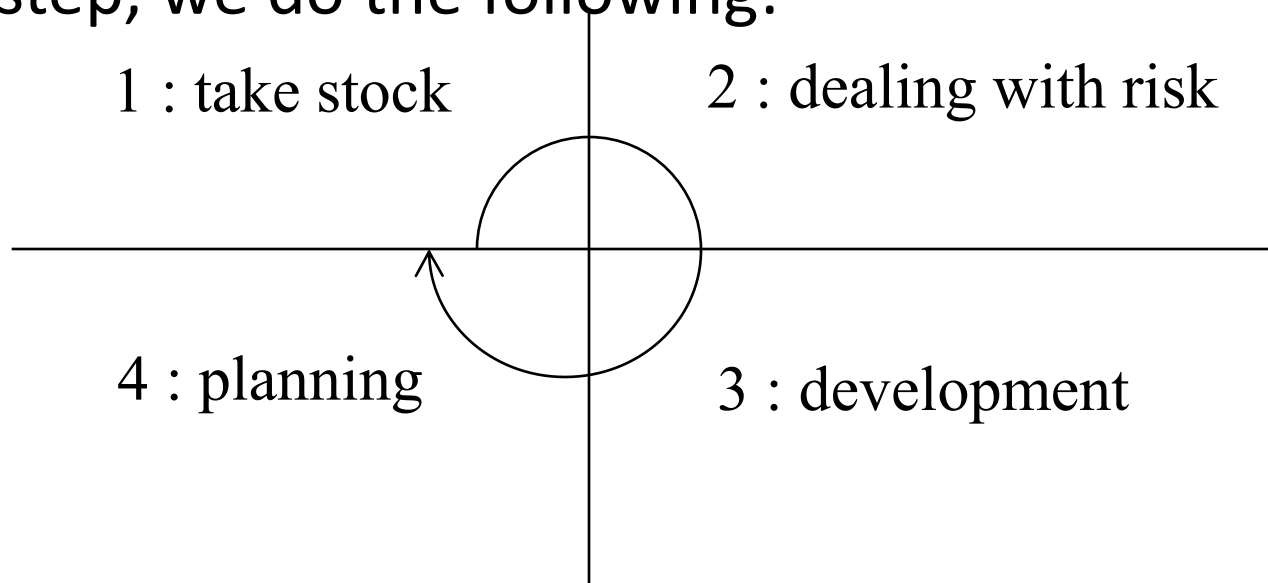 step, we do the following:
1 : take stock
2 : dealing with risk
4 : planning
3 : development